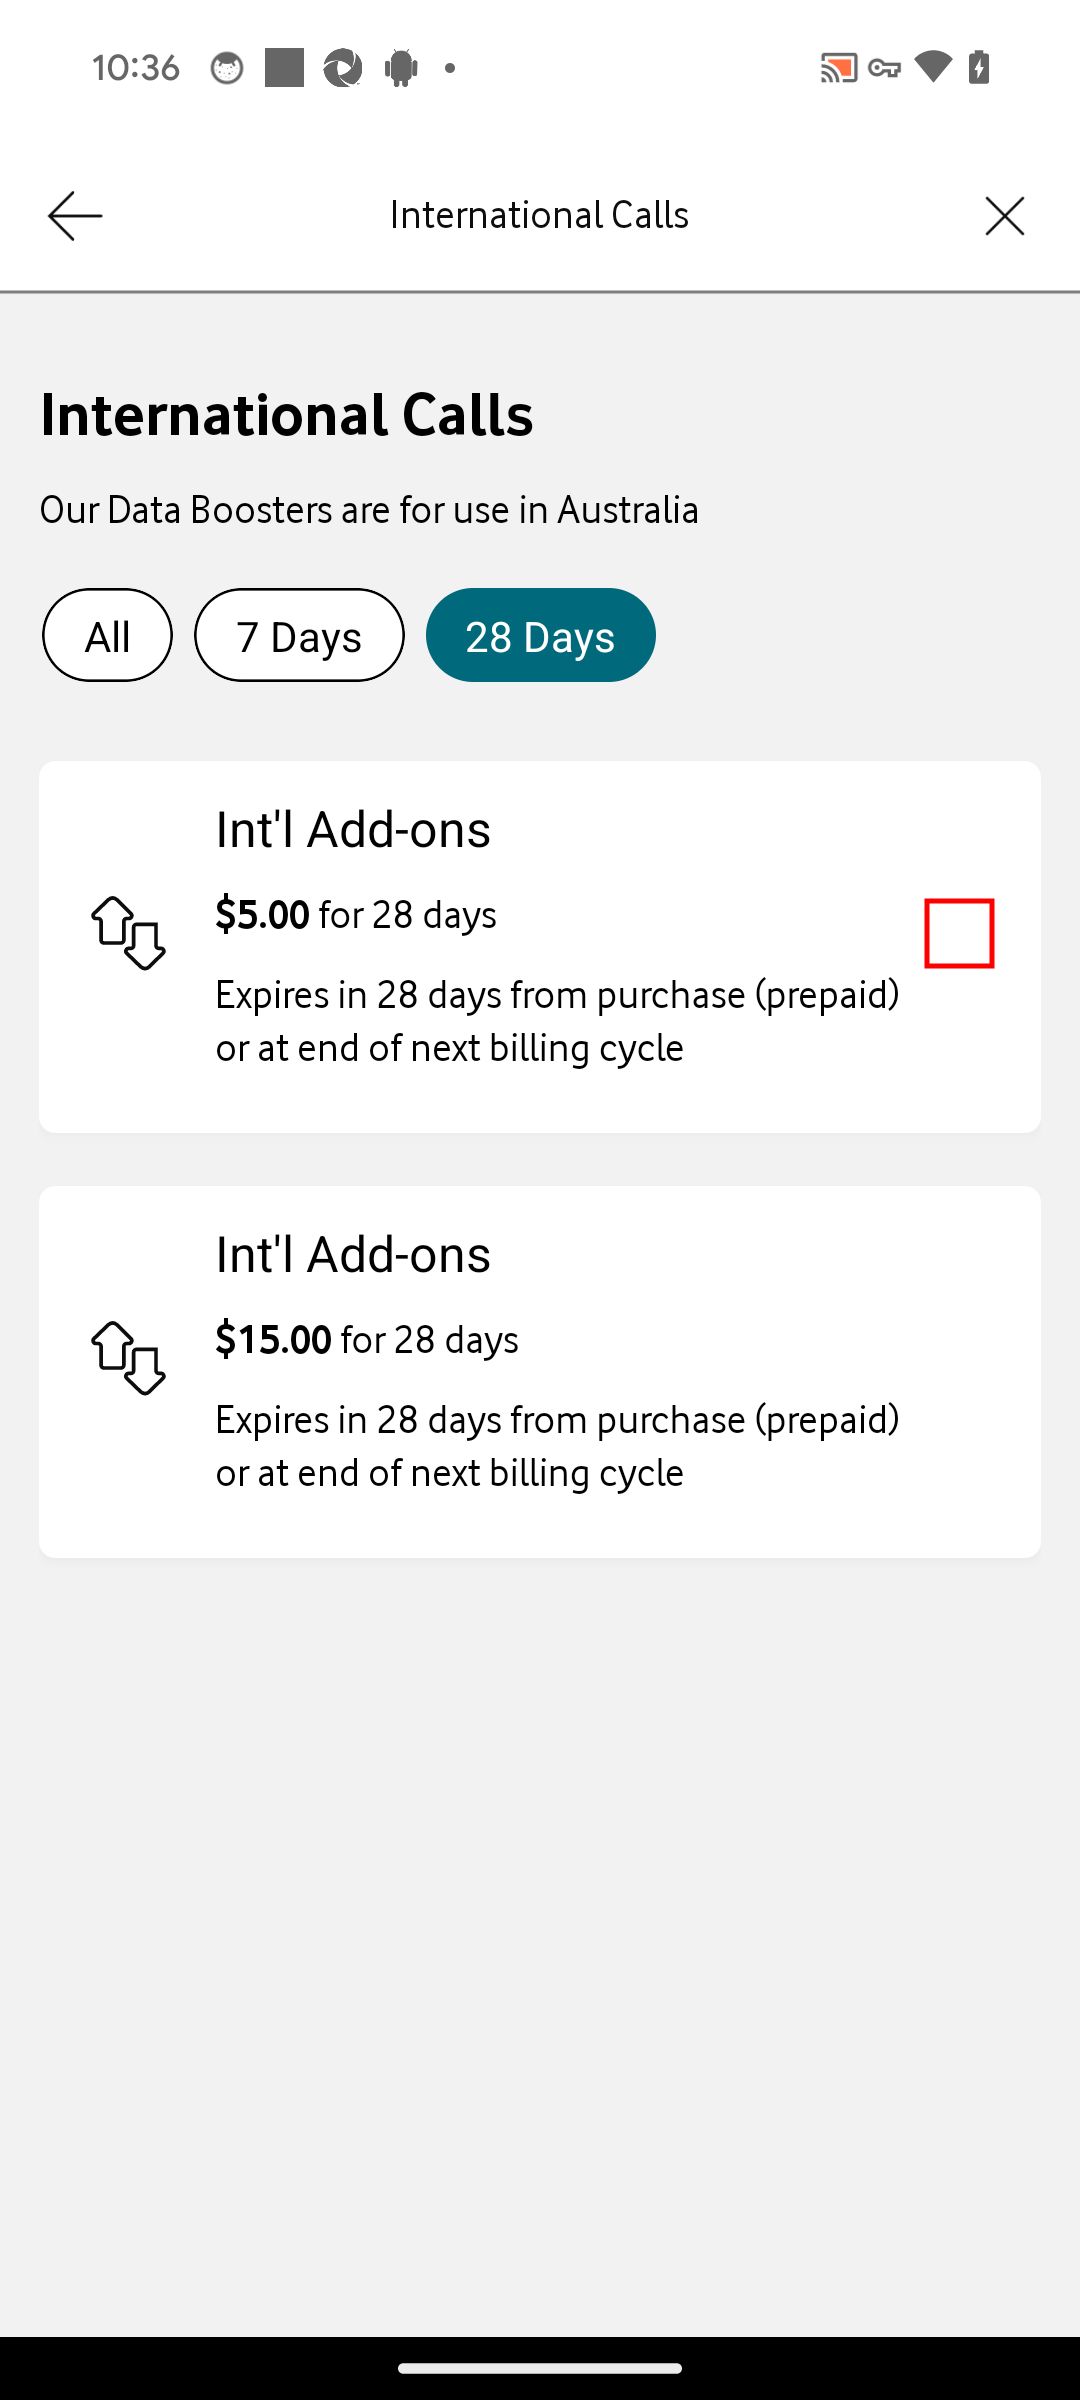 10:36
International Calls
International Calls
Our Data Boosters are for use in Australia
All
7 Days
28 Days
Int'l Add-ons
$5.00 for 28 days
Expires in 28 days from purchase (prepaid)
or at end of next billing cycle
Int'l Add-ons
$15.00 for 28 days
Expires in 28 days from purchase (prepaid)
or at end of next billing cycle